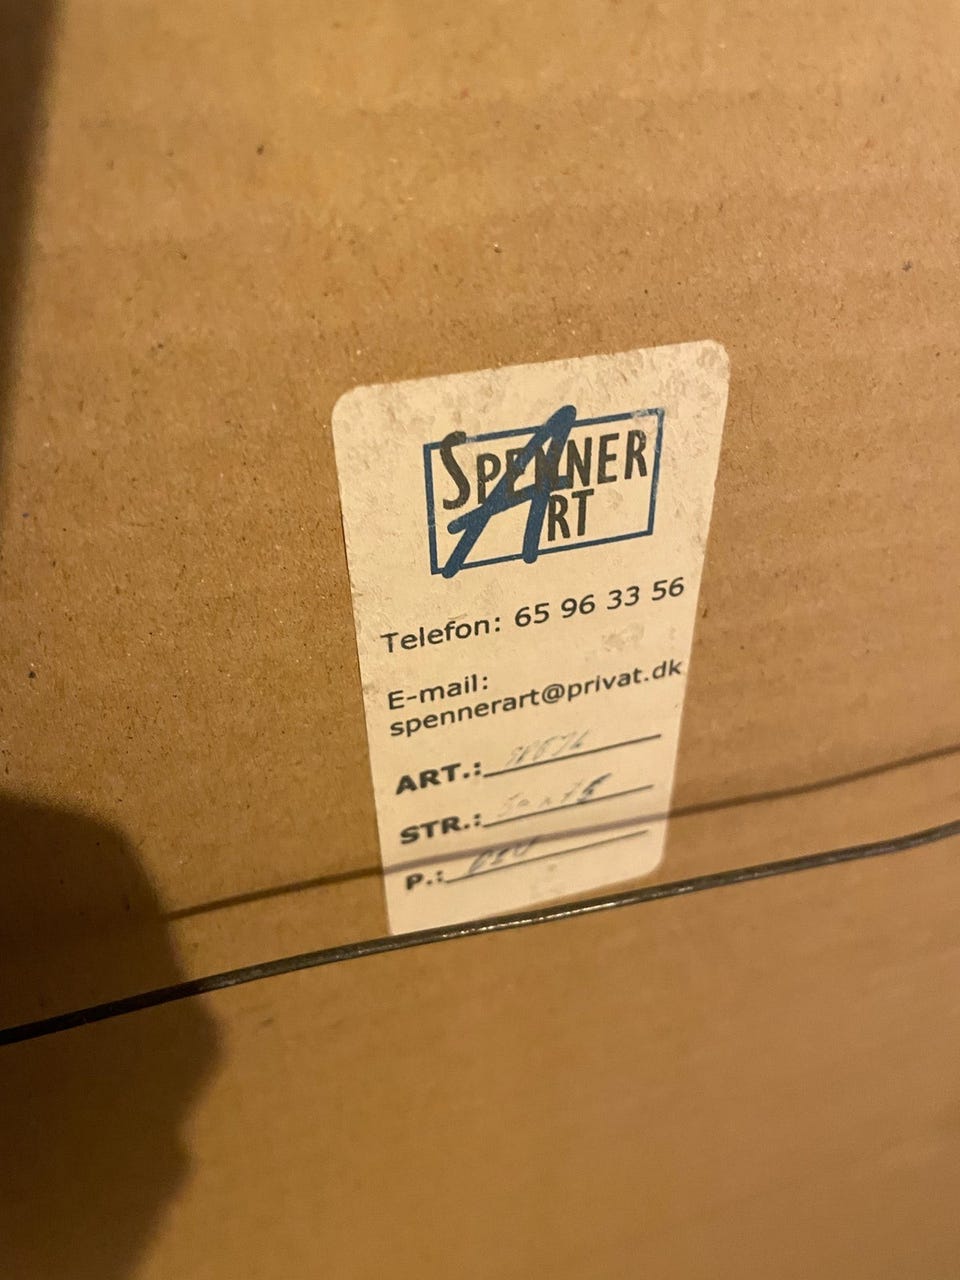 SPENNER
ART
Telefon: 65 96 33 56
E-mail:
spennerart@privat.dk
ART.:
STR.:
P.: